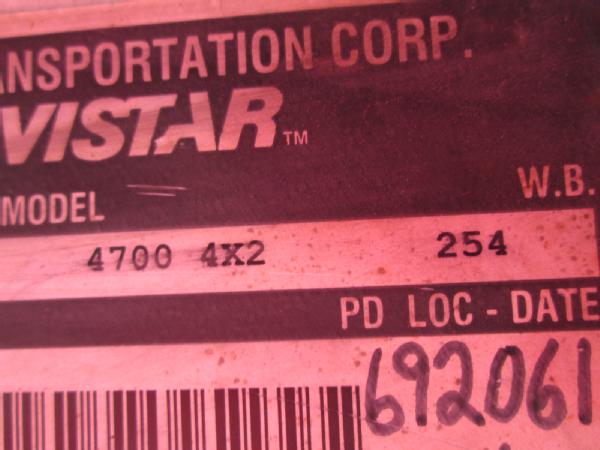 ANSPORTATION CORP.
VISTAR™
MODEL W.B.
4700 4X2 254
PD LOC - DATE
692061